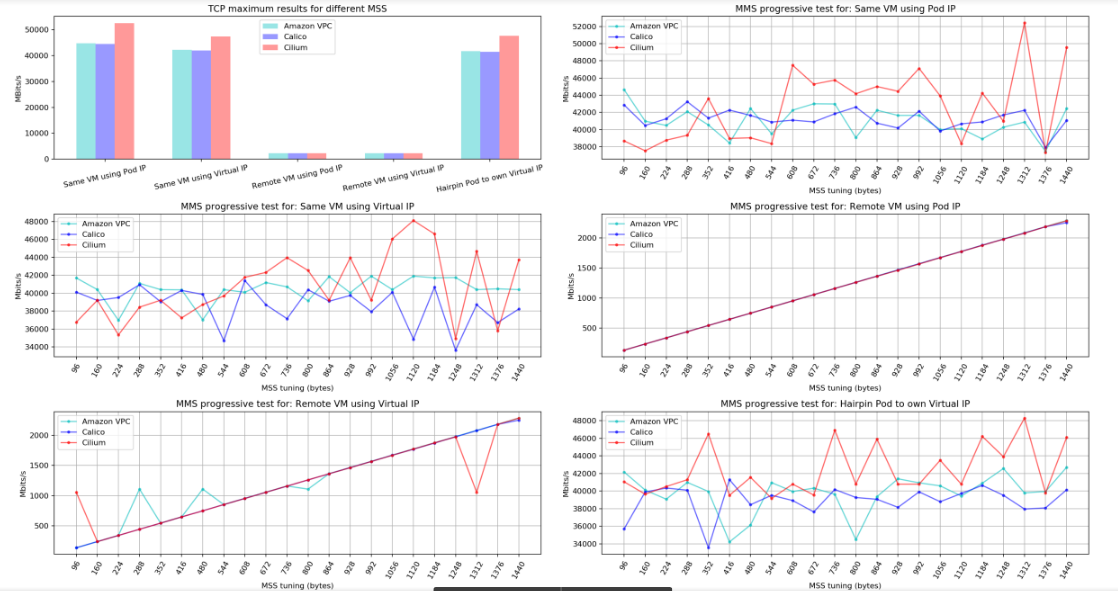 TCP maximum results for different MSS
MBits/s
50000
40000
30000
20000
10000
0
Amazon VPC
Calico
Cilium
Same VM using Pod IP
Same VM using Virtual IP
Remote VM using Pod IP
Remote VM using Virtual IP
Hairpin Pod to own Virtual IP
MMS progressive test for: Same VM using Pod IP
Mbits/s
52000
50000
48000
46000
44000
42000
40000
38000
Amazon VPC
Calico
Cilium
96 160 224 288 352 416 480 544 608 672 736 800 864 928 992 1056 1120 1184 1248 1312 1376 1440
MSS tuning (bytes)
MMS progressive test for: Same VM using Virtual IP
Mbits/s
48000
46000
44000
42000
40000
38000
36000
34000
Amazon VPC
Calico
Cilium
96 160 224 288 352 416 480 544 608 672 736 800 864 928 992 1056 1120 1184 1248 1312 1376 1440
MSS tuning (bytes)
MMS progressive test for: Remote VM using Pod IP
Mbits/s
2000
1500
1000
500
Amazon VPC
Calico
Cilium
96 160 224 288 352 416 480 544 608 672 736 800 864 928 992 1056 1120 1184 1248 1312 1376 1440
MSS tuning (bytes)
MMS progressive test for: Remote VM using Virtual IP
Mbits/s
2000
1500
1000
500
Amazon VPC
Calico
Cilium
96 160 224 288 352 416 480 544 608 672 736 800 864 928 992 1056 1120 1184 1248 1312 1376 1440
MSS tuning (bytes)
MMS progressive test for: Hairpin Pod to own Virtual IP
Mbits/s
48000
46000
44000
42000
40000
38000
36000
34000
Amazon VPC
Calico
Cilium
96 160 224 288 352 416 480 544 608 672 736 800 864 928 992 1056 1120 1184 1248 1312 1376 1440
MSS tuning (bytes)